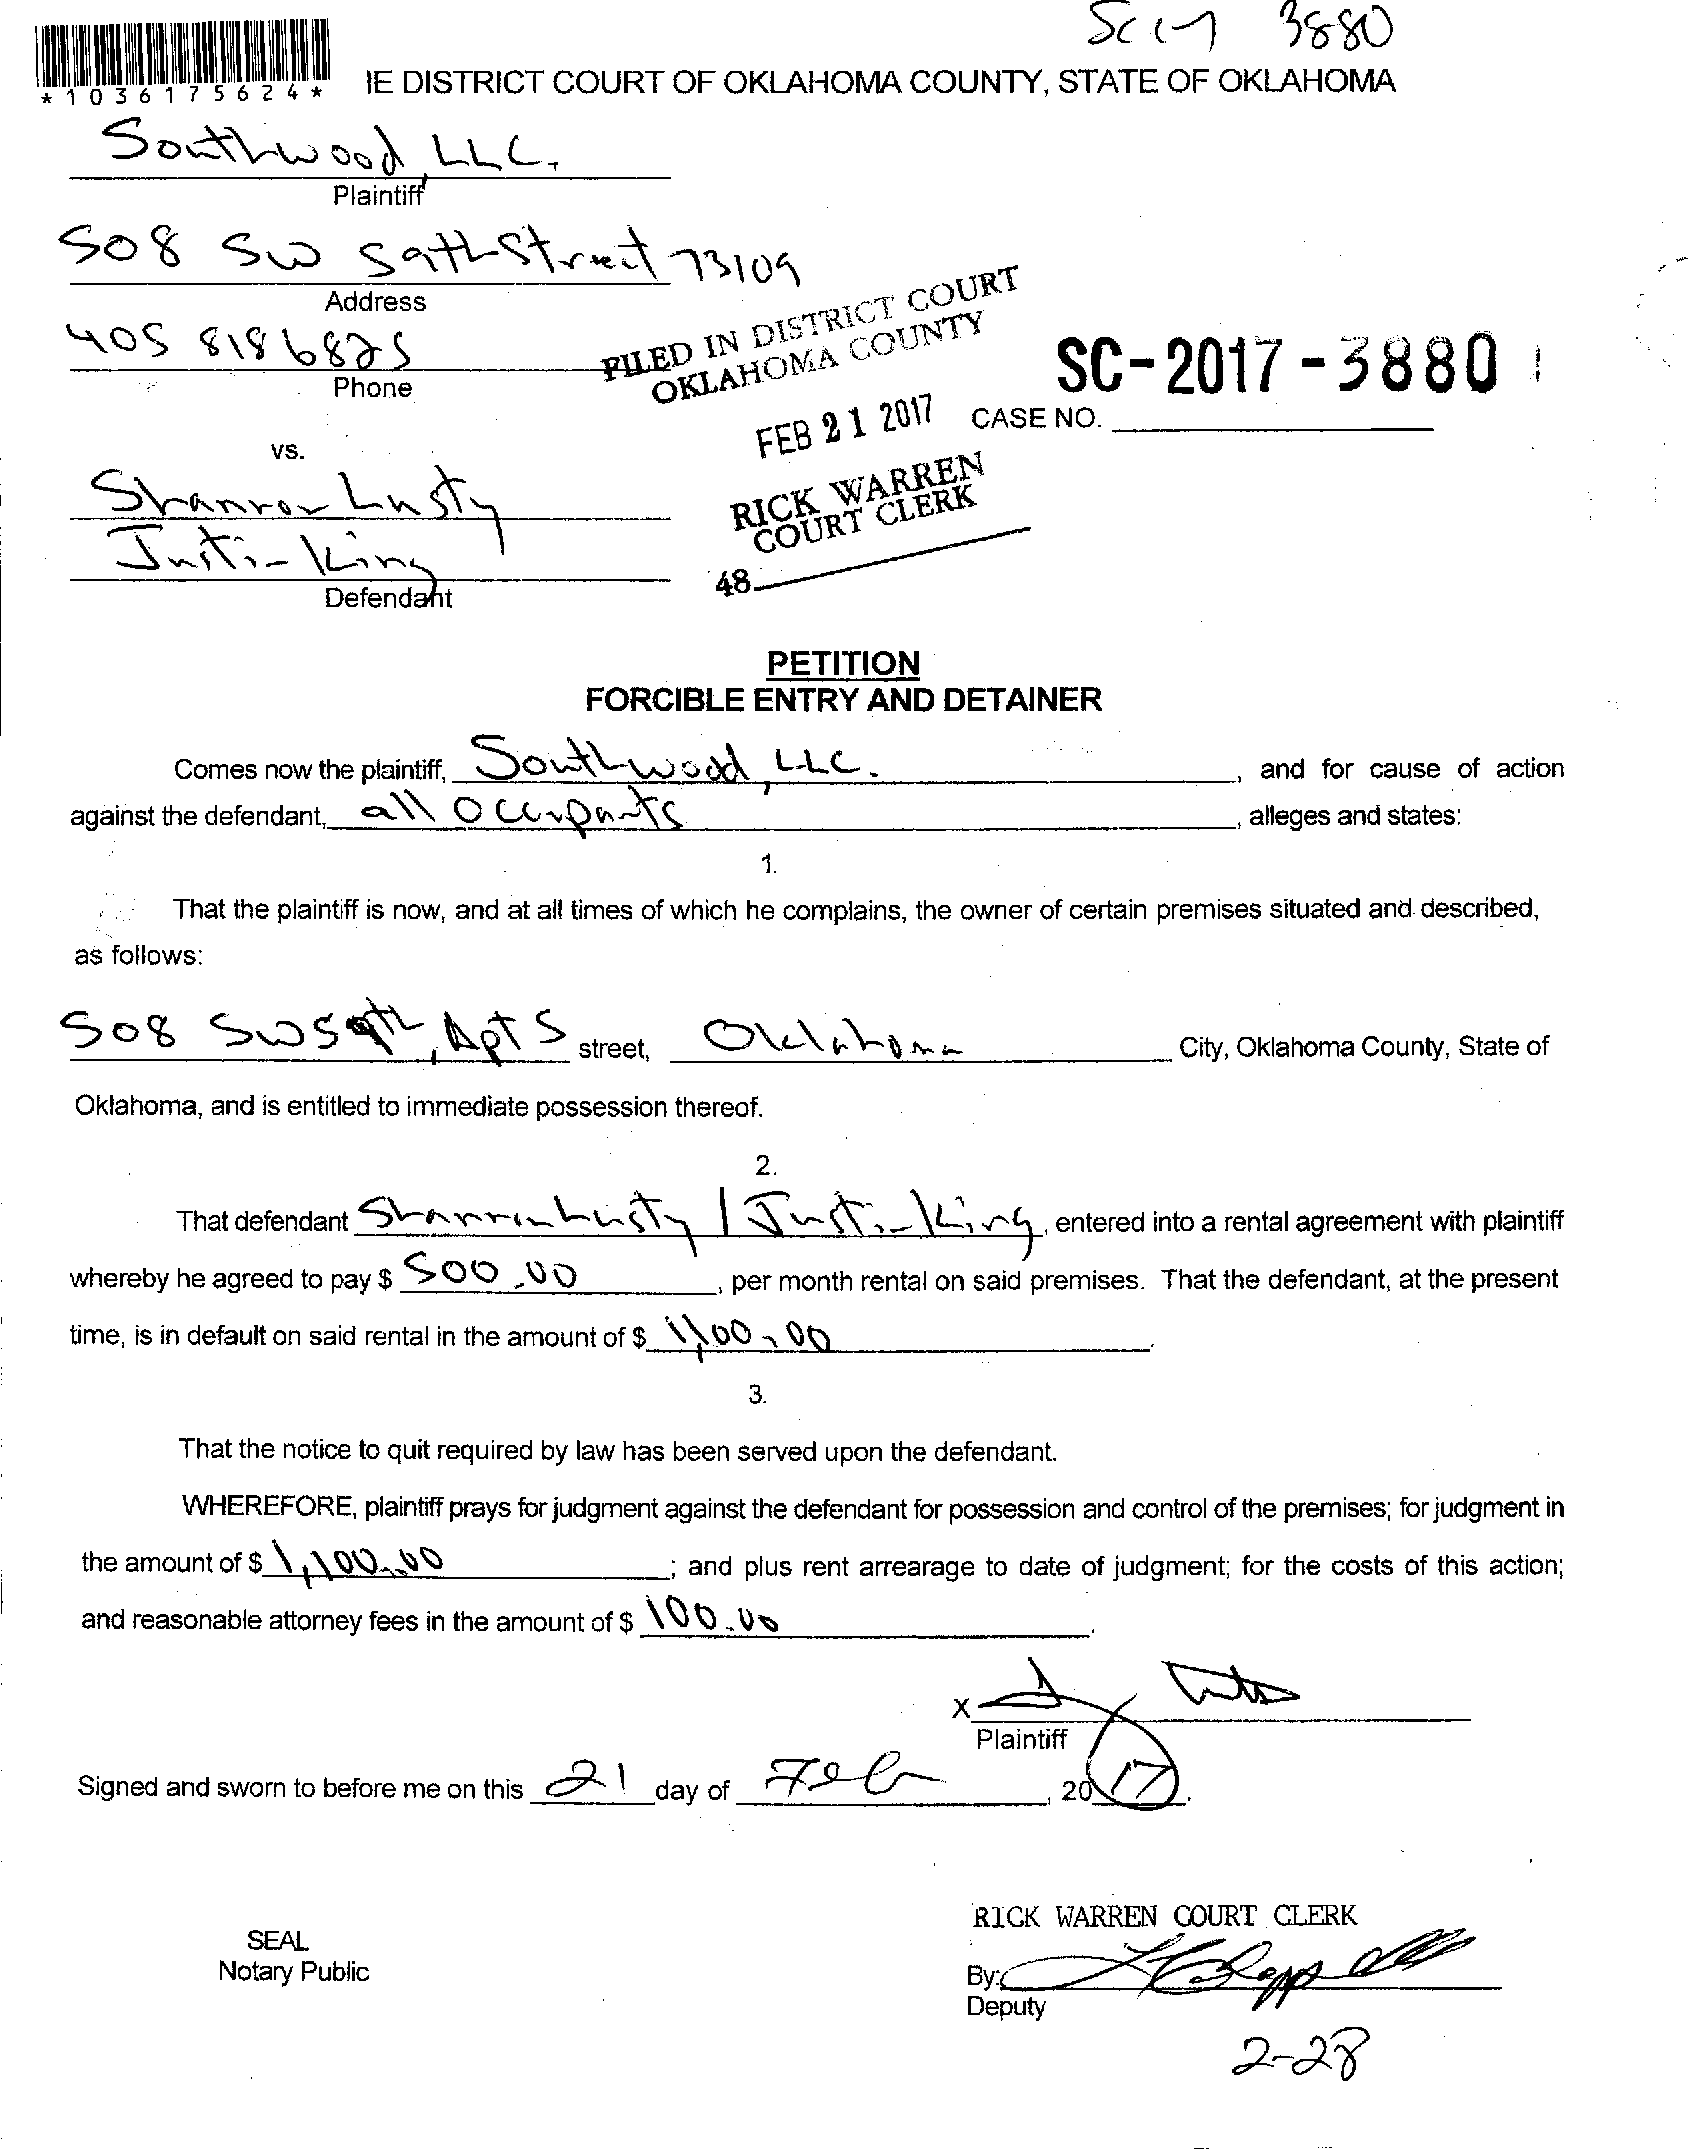 SC 17 3880
*1036175624*
IE DISTRICT COURT OF OKLAHOMA COUNTY, STATE OF OKLAHOMA
Southwood, LLC.
Plaintiff
508 SW 59th Street 73109
Address
405 8186825
Phone
FILED IN DISTRICT COURT
OKLAHOMA COUNTY
FEB 21 2017
SC-2017-3880
CASE NO.
vs.
RICK WARREN
COURT CLERK
48
Shannon Lusty
Justin King
Defendant
PETITION
FORCIBLE ENTRY AND DETAINER
Comes now the plaintiff, Southwood, LLC. , and for cause of action
against the defendant, all occupants , alleges and states:
1.
That the plaintiff is now, and at all times of which he complains, the owner of certain premises situated and described,
as follows:
508 SW 59th, Apt 5 street, Oklahoma City, Oklahoma County, State of
Oklahoma, and is entitled to immediate possession thereof.
2.
That defendant Shannon Lusty / Justin King, entered into a rental agreement with plaintiff
whereby he agreed to pay $ 500.00 , per month rental on said premises. That the defendant, at the present
time, is in default on said rental in the amount of $ 1,100.00 .
3.
That the notice to quit required by law has been served upon the defendant.
WHEREFORE, plaintiff prays for judgment against the defendant for possession and control of the premises; for judgment in
the amount of $ 1,100.00 ; and plus rent arrearage to date of judgment; for the costs of this action;
and reasonable attorney fees in the amount of $ 100.00 .
X
Plaintiff
Signed and sworn to before me on this 21 day of Feb , 2017.
RICK WARREN COURT CLERK
SEAL
Notary Public
By:
Deputy
2-28